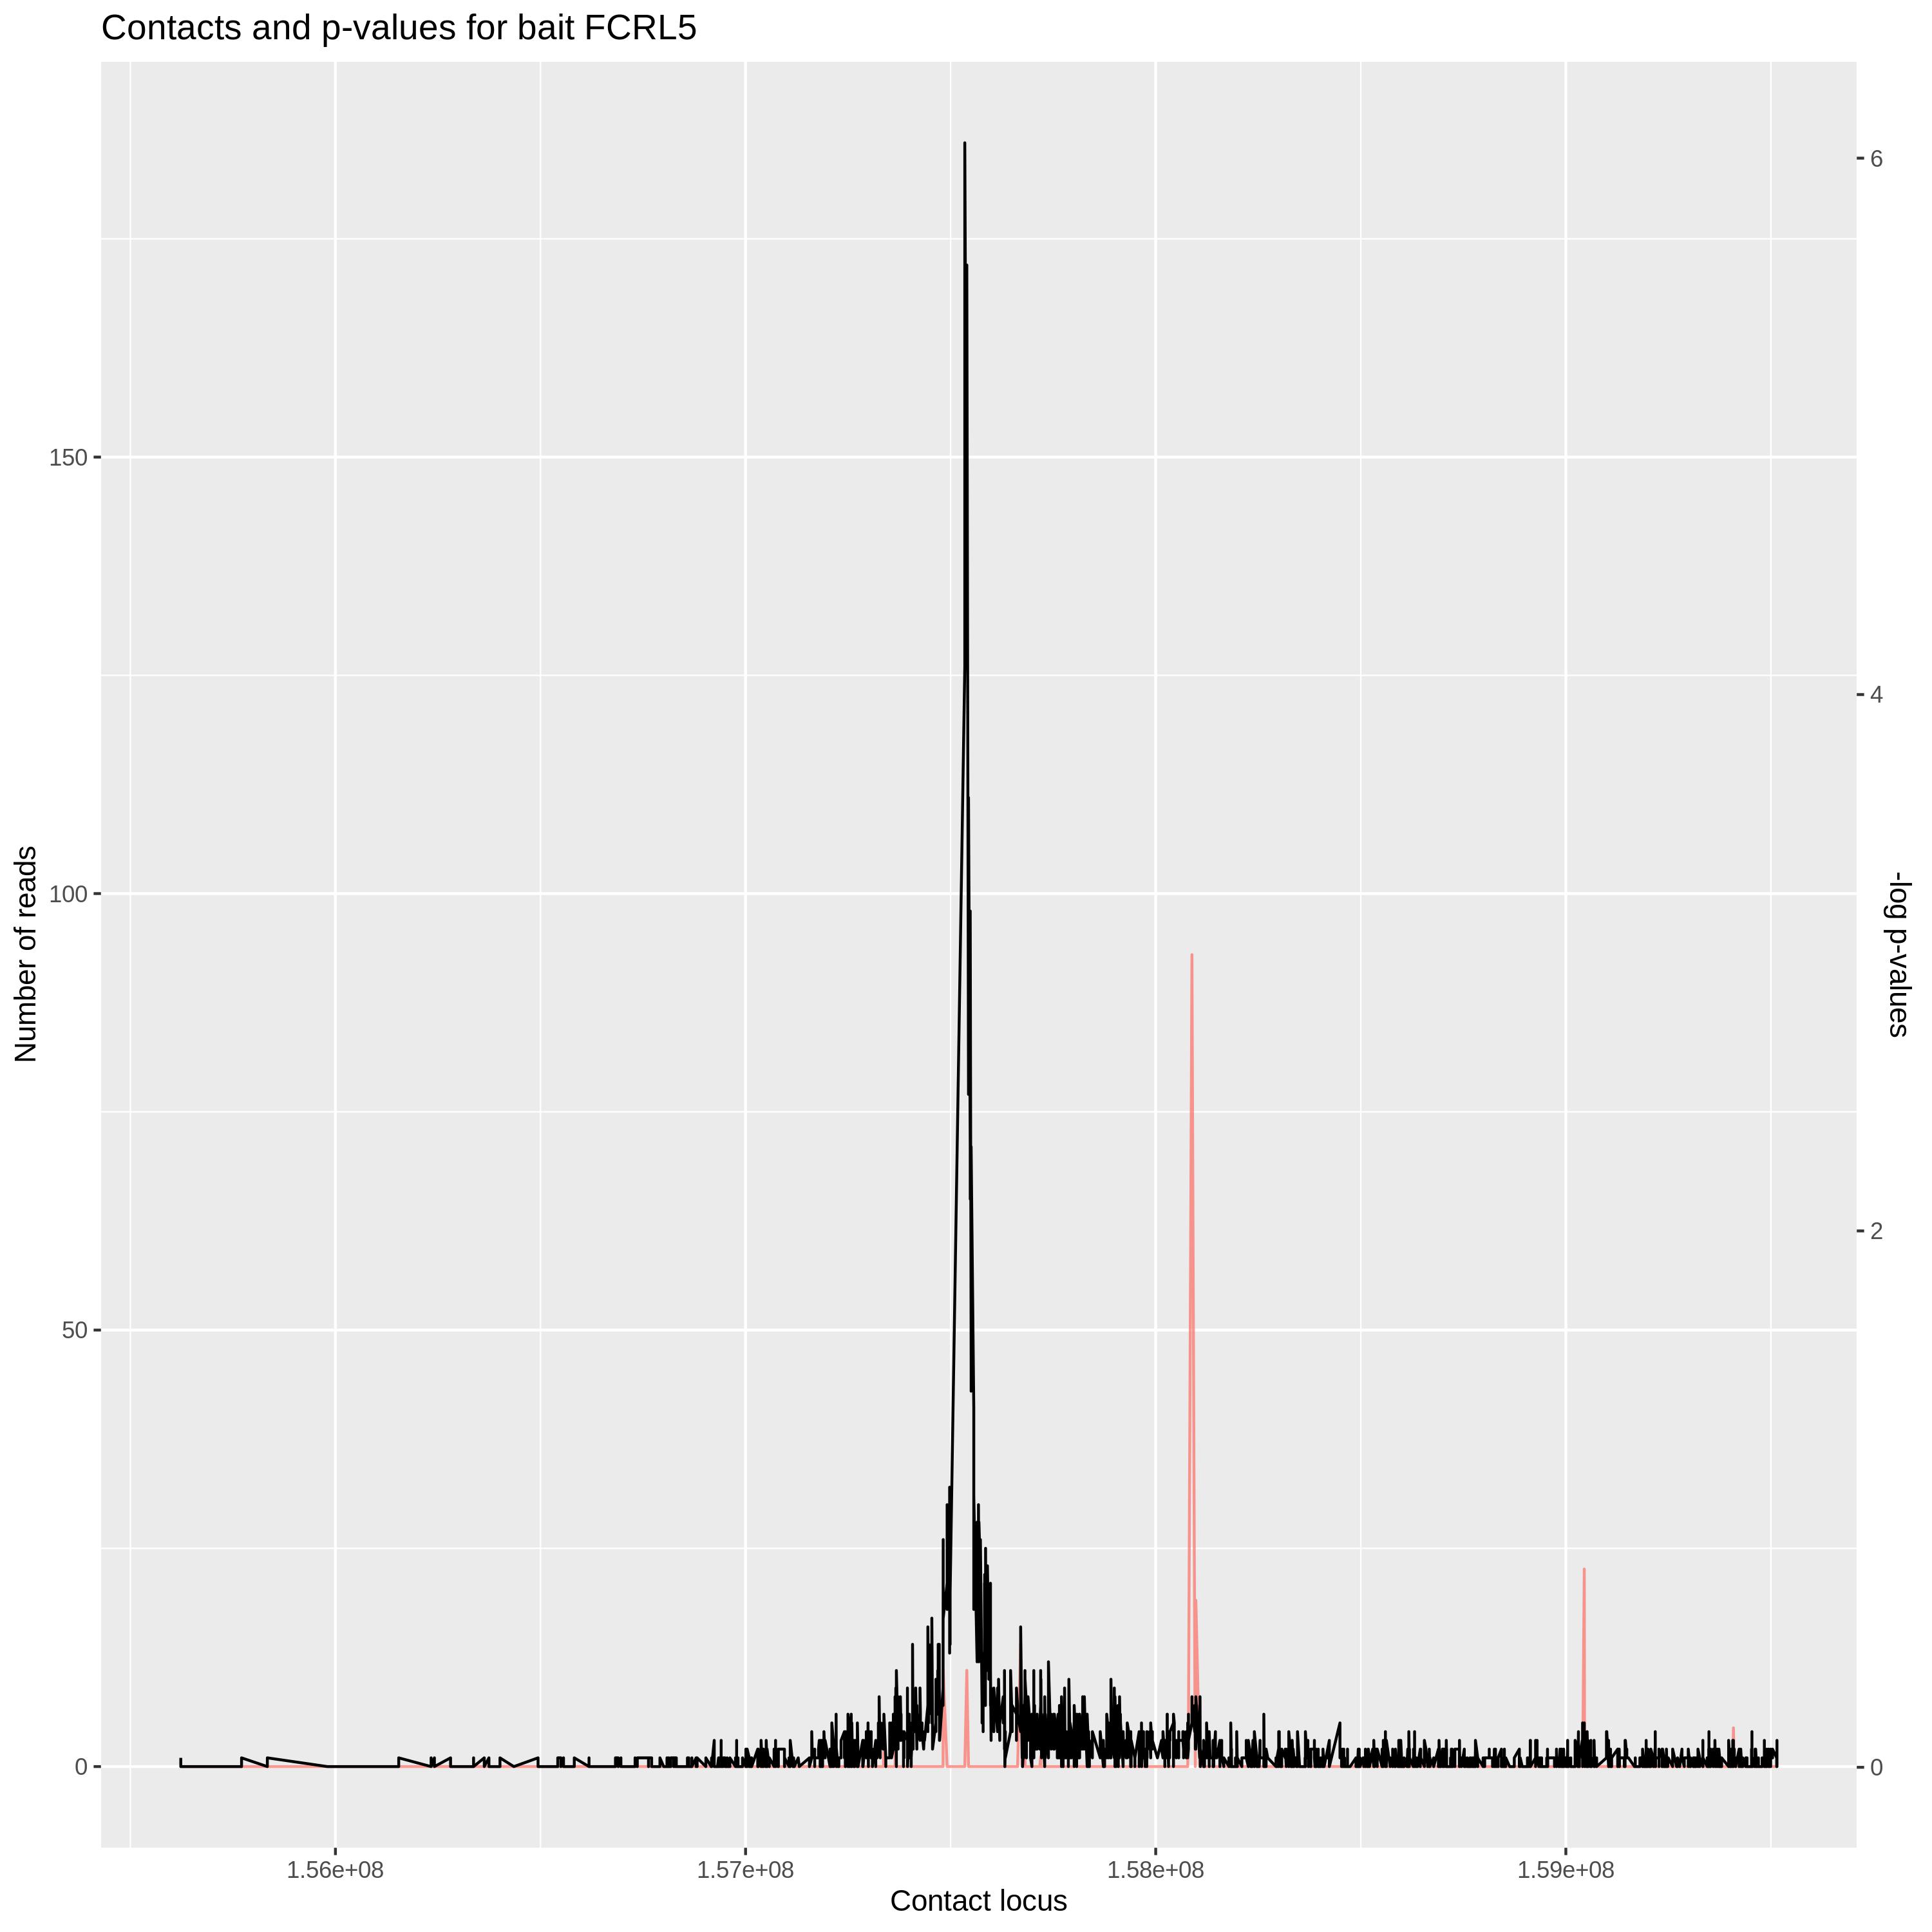 Contacts and p-values for bait FCRL5
6
150
4
Number of reads
100
-log p-values
2
50
0
0
1.56e+08
1.57e+08
1.58e+08
1.59e+08
Contact locus